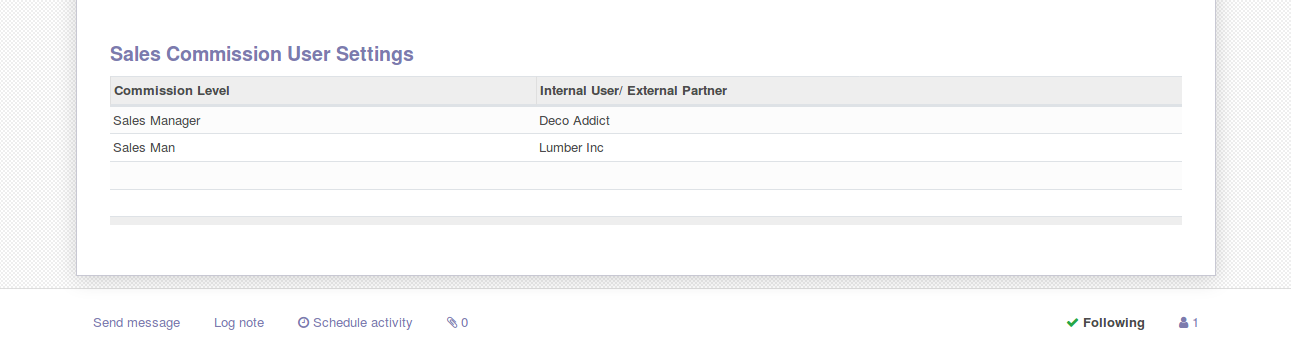 Sales Commission User Settings
Commission Level Internal User/ External Partner
Sales Manager Deco Addict
Sales Man Lumber Inc
Send message Log note Schedule activity 0 Following 1